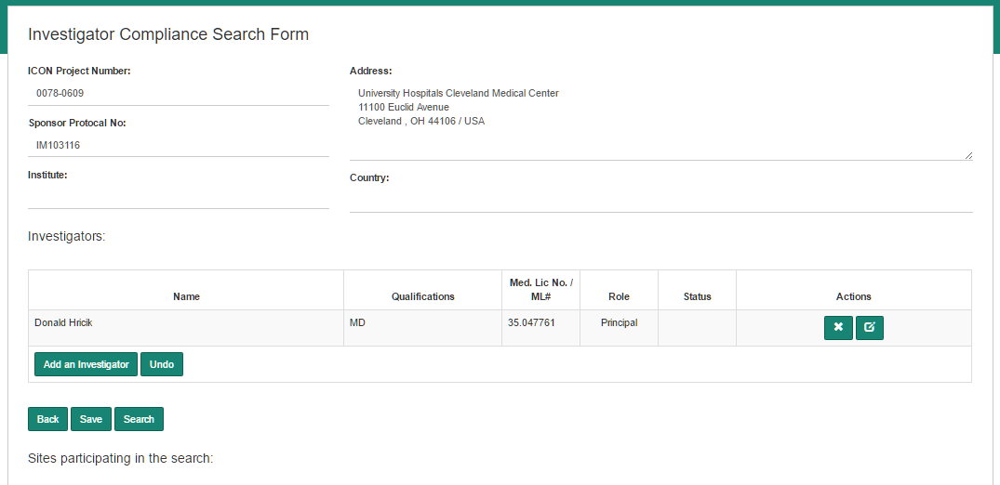 Investigator Compliance Search Form
ICON Project Number:
0078-0609
Sponsor Protocal No:
IM103116
Institute:
Address:
University Hospitals Cleveland Medical Center
11100 Euclid Avenue
Cleveland , OH 44106 / USA
Country:
Investigators:
Name Qualifications Med. Lic No. / ML# Role Status Actions
Donald Hricik MD 35.047761 Principal
Add an Investigator Undo
Back Save Search
Sites participating in the search: